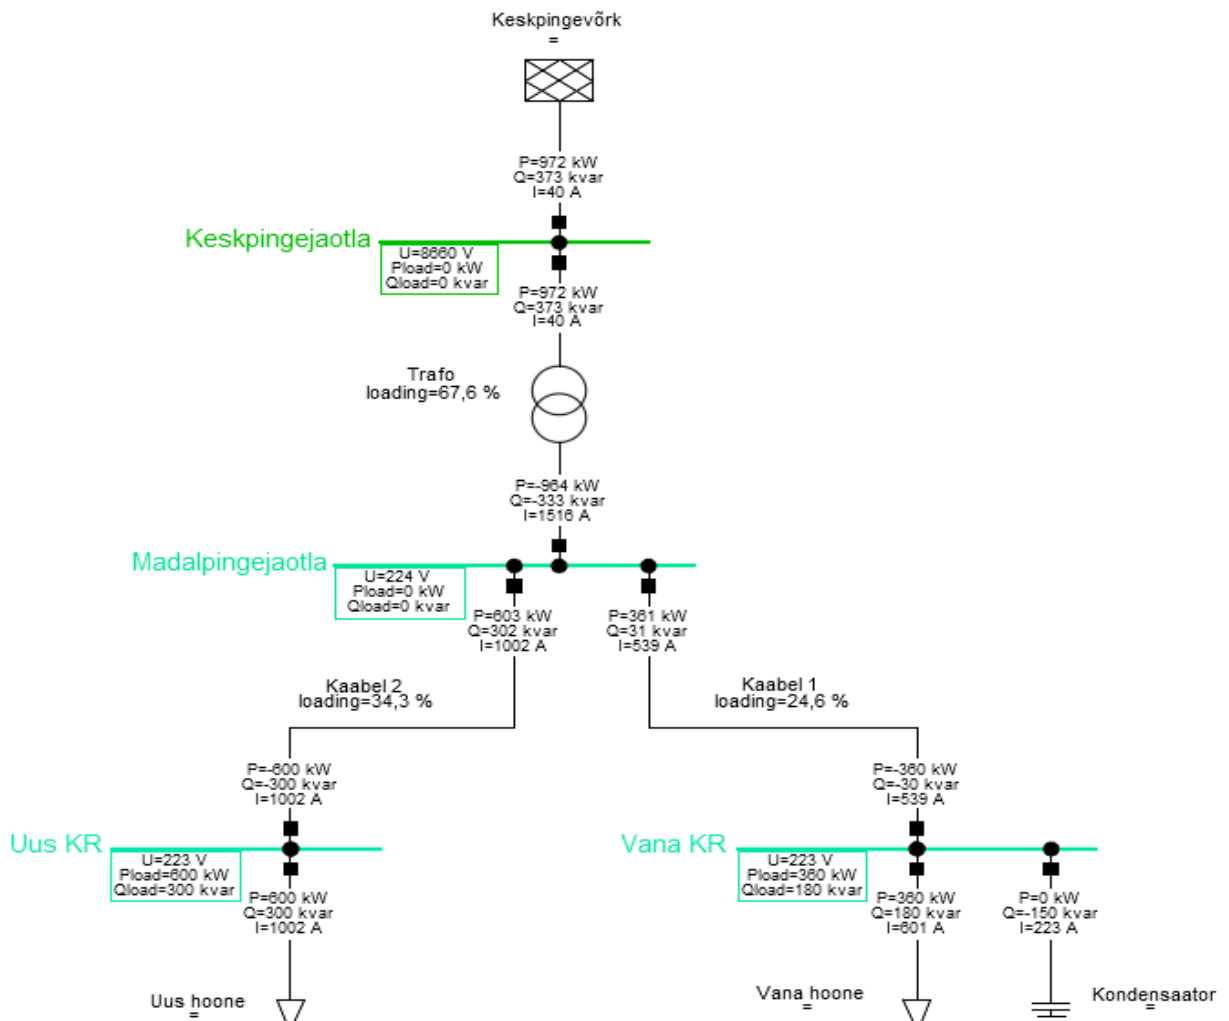 Keskpingevõrk
=
P=972 kW
Q=373 kvar
I=40 A
Keskpingejaotla
U=8660 V
Pload=0 kW
Qload=0 kvar
P=972 kW
Q=373 kvar
I=40 A
Trafo
loading=67,6 %
P=-964 kW
Q=-333 kvar
I=1516 A
Madalpingejaotla
U=224 V
Pload=0 kW
Qload=0 kvar
P=603 kW
Q=302 kvar
I=1002 A
P=361 kW
Q=31 kvar
I=539 A
Kaabel 2
loading=34,3 %
Kaabel 1
loading=24,6 %
P=-600 kW
Q=-300 kvar
I=1002 A
P=-360 kW
Q=-30 kvar
I=539 A
Uus KR
U=223 V
Pload=600 kW
Qload=300 kvar
P=600 kW
Q=300 kvar
I=1002 A
Vana KR
U=223 V
Pload=360 kW
Qload=180 kvar
P=360 kW
Q=180 kvar
I=601 A
P=0 kW
Q=-150 kvar
I=223 A
Uus hoone
=
Vana hoone
=
Kondensaator
=